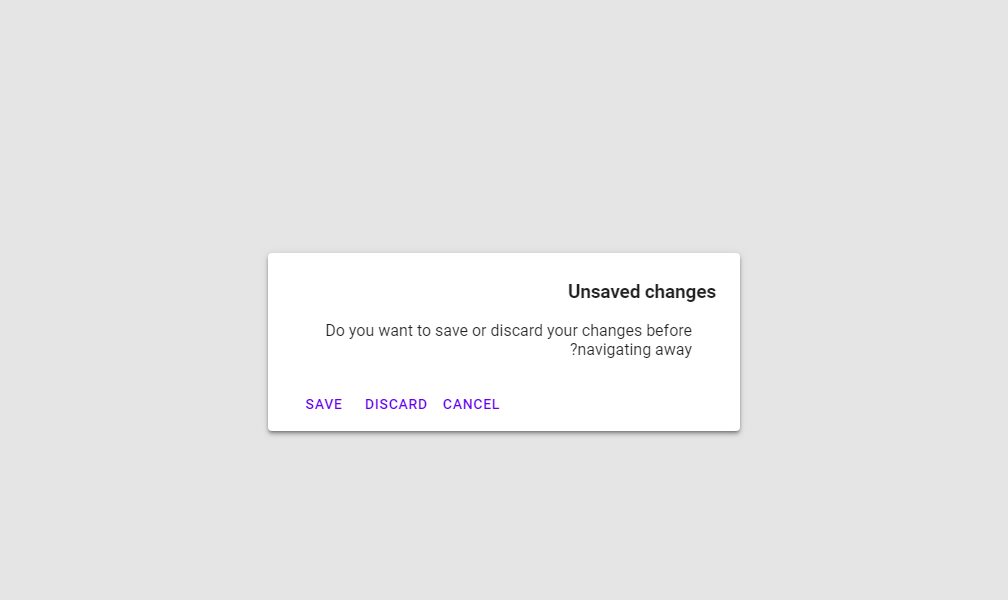 Unsaved changes
Do you want to save or discard your changes before
?navigating away
SAVE DISCARD CANCEL